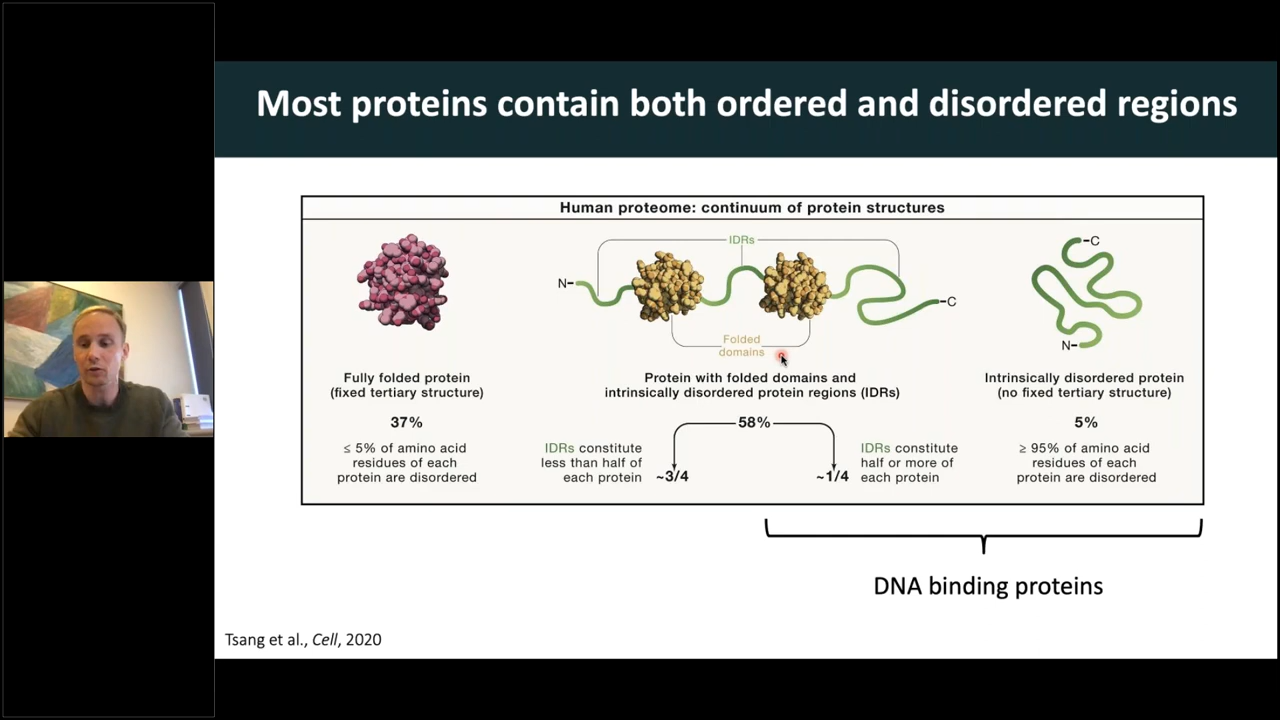 Most proteins contain both ordered and disordered regions
Human proteome: continuum of protein structures
IDRs
N
C
Folded
domains
C
N
Fully folded protein
(fixed tertiary structure)
37%
≤ 5% of amino acid
residues of each
protein are disordered
Protein with folded domains and
intrinsically disordered protein regions (IDRs)
58%
IDRs constitute
less than half of
each protein
~3/4
~1/4
IDRs constitute
half or more of
each protein
Intrinsically disordered protein
(no fixed tertiary structure)
5%
≥ 95% of amino acid
residues of each
protein are disordered
DNA binding proteins
Tsang et al., Cell, 2020